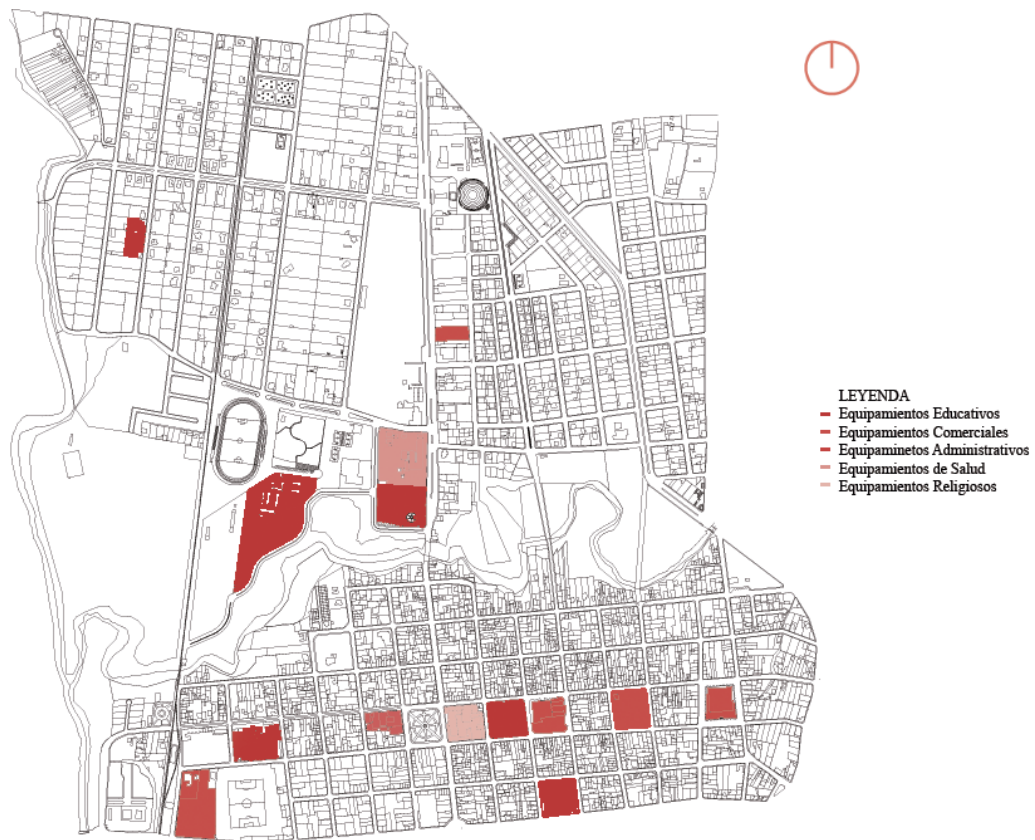 LEYENDA
Equipamientos Educativos
Equipamientos Comerciales
Equipaminetos Administrativos
Equipamientos de Salud
Equipamientos Religiosos